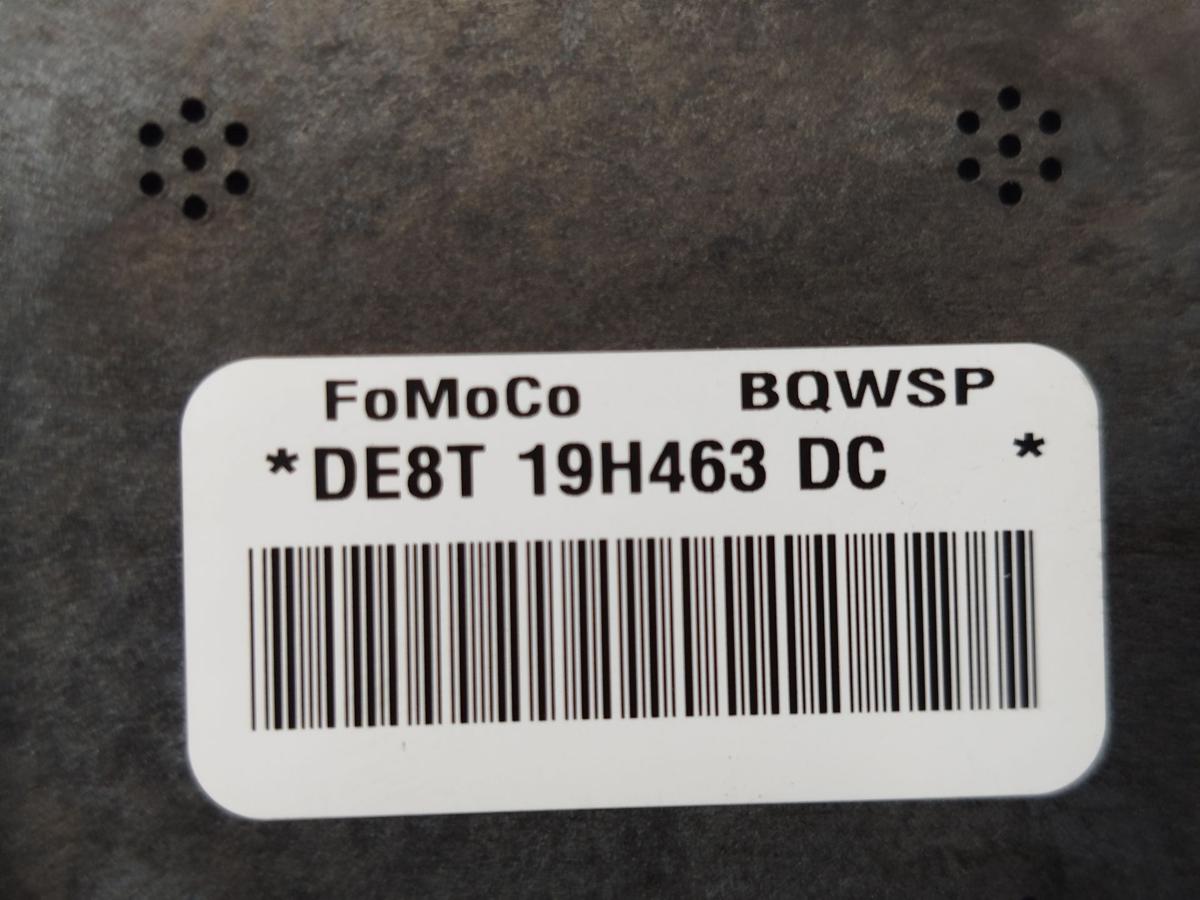 FoMoCo BQWSP
*DE8T 19H463 DC *